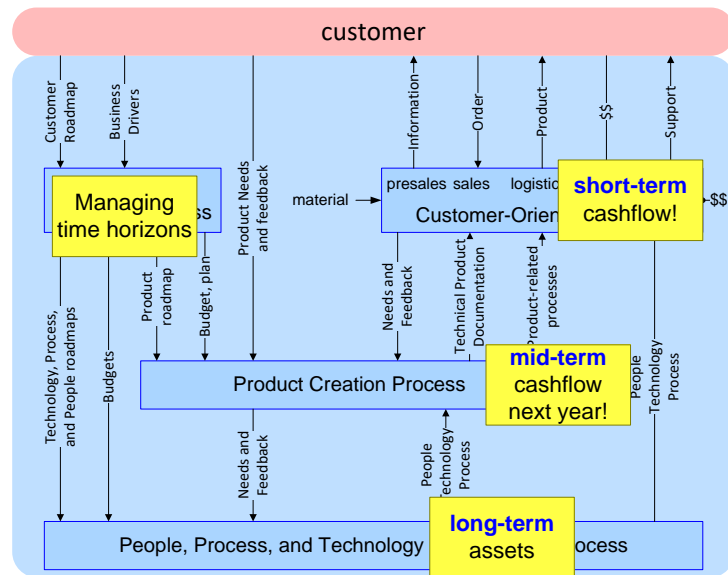 customer
Customer
Roadmap
Business
Drivers
Product Needs
and feedback
Information
Order
Product
$$
Support
Managing
time horizons
material
presales sales
Customer-Orien
short-term
cashflow!
$$
Technology, Process,
and People roadmaps
Budgets
Product
roadmap
Budget, plan
Needs and
Feedback
Technical Product
Documentation
Product-related
processes
Product Creation Process
mid-term
cashflow
next year!
People
Technology
Process
Needs and
Feedback
People
Technology
Process
People, Process, and Technology
long-term
assets